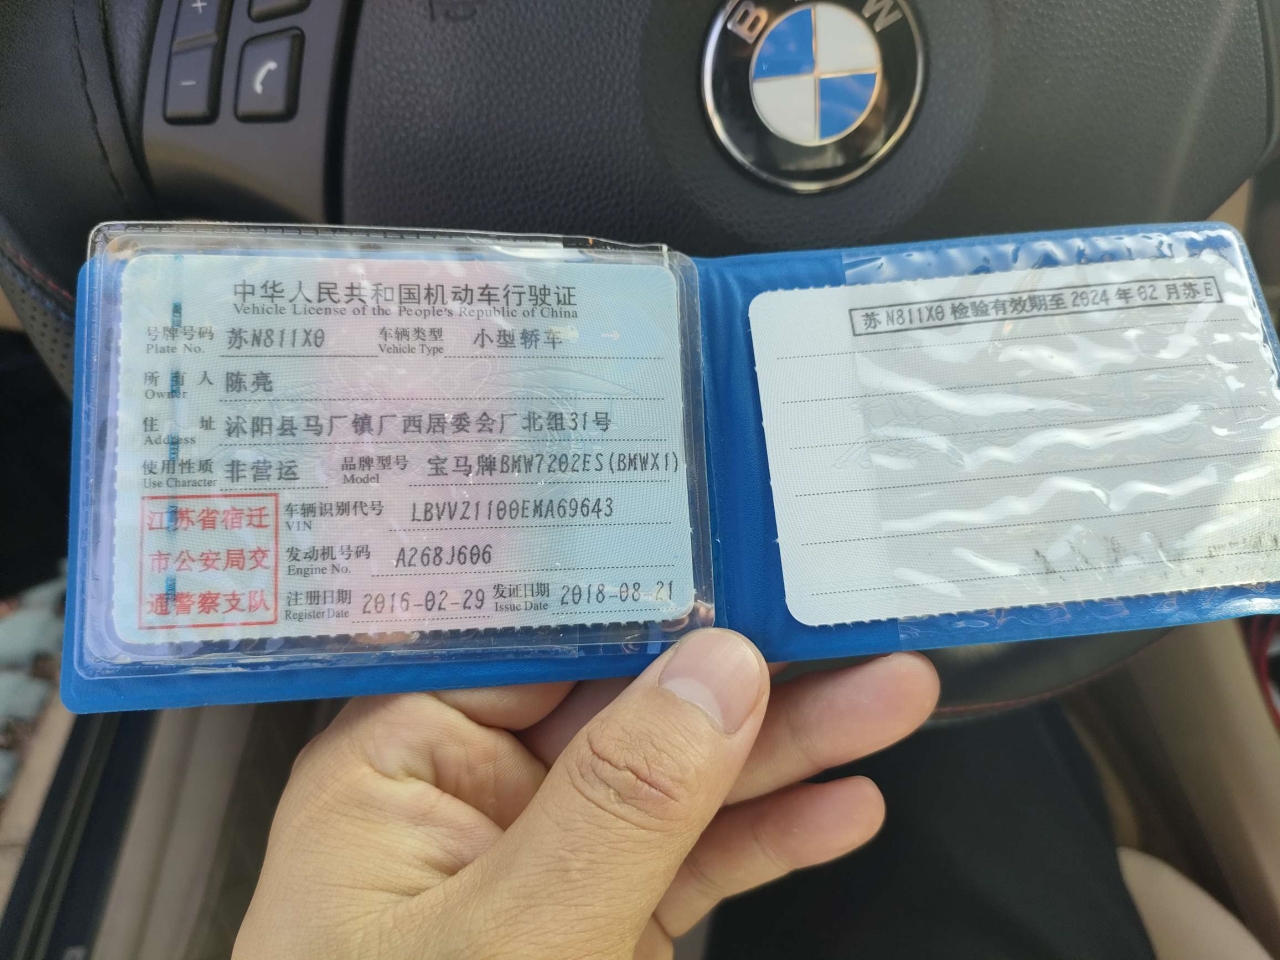 BMW
中华人民共和国机动车行驶证
Vehicle License of the People's Republic of China
号牌号码 苏N811X0 车辆类型 小型轿车
Plate No. Vehicle Type
所有人 陈亮
Owner
住址 沭阳县马厂镇厂西居委会厂北组31号
Address
使用性质 非营运 品牌型号 宝马牌BMW7202ES(BMWX1)
Use Character Model
江苏省宿迁
市公安局交
通警察支队
车辆识别代号 LBVVZ1100EMA69643
VIN
发动机号码 A268J606
Engine No.
注册日期 2016-02-29 发证日期 2018-08-21
Register Date Issue Date
苏N811X0 检验有效期至 2024 年 02 月苏E